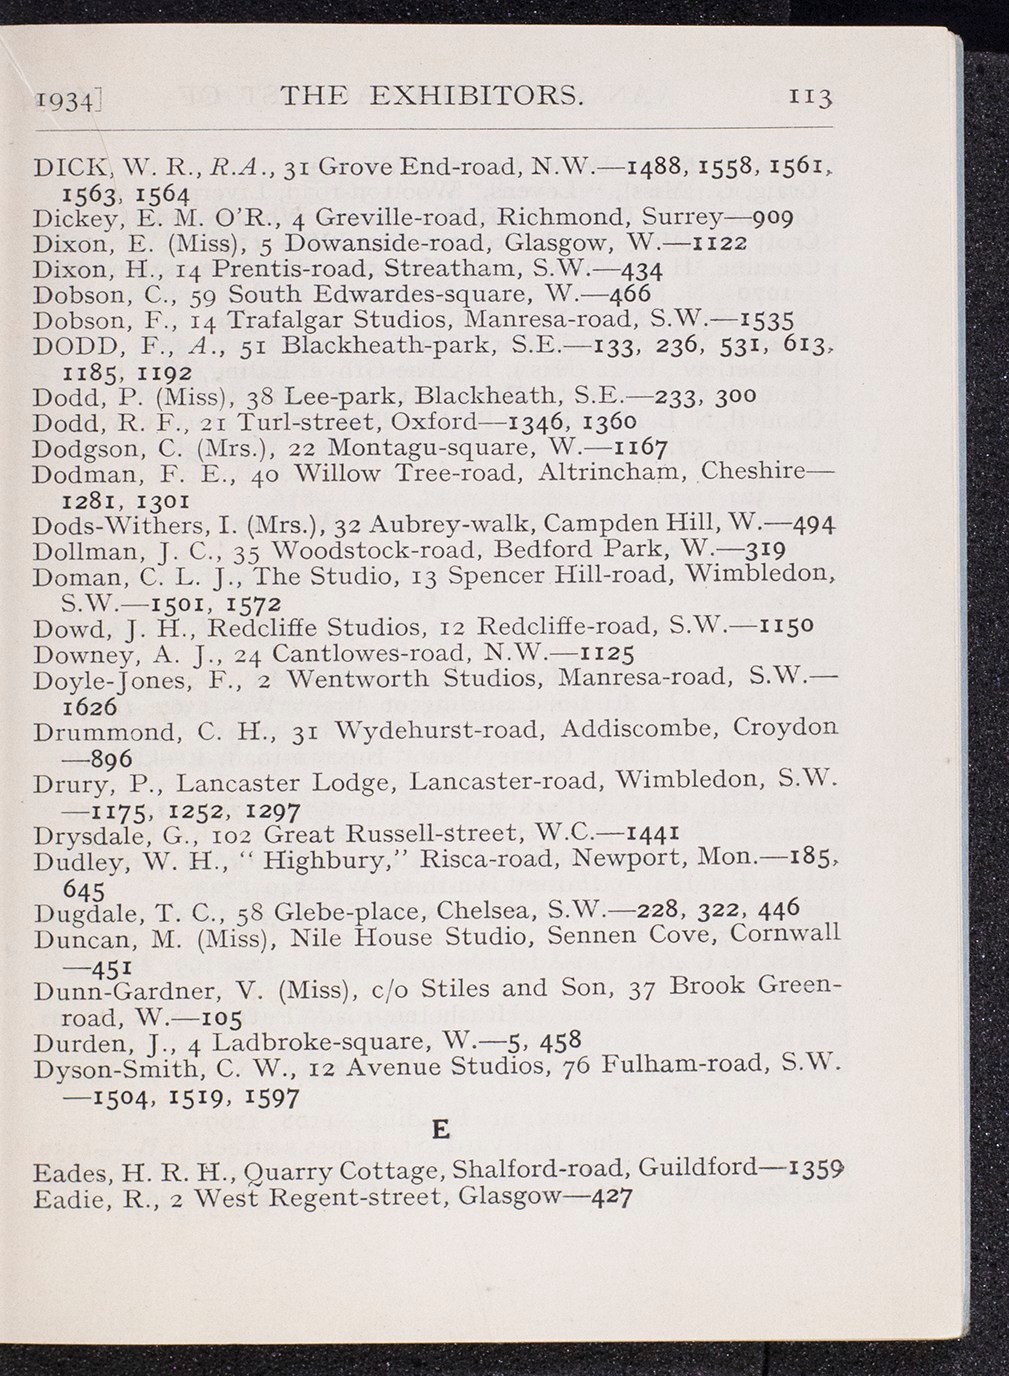 1934] THE EXHIBITORS. 113
DICK, W. R., R.A., 31 Grove End-road, N.W.—1488, 1558, 1561,
1563, 1564
Dickey, E. M. O'R., 4 Greville-road, Richmond, Surrey—909
Dixon, E. (Miss), 5 Dowanside-road, Glasgow, W.—1122
Dixon, H., 14 Prentis-road, Streatham, S.W.—434
Dobson, C., 59 South Edwardes-square, W.—466
Dobson, F., 14 Trafalgar Studios, Manresa-road, S.W.—1535
DODD, F., A., 51 Blackheath-park, S.E.—133, 236, 531, 613,
1185, 1192
Dodd, P. (Miss), 38 Lee-park, Blackheath, S.E.—233, 300
Dodd, R. F., 21 Turl-street, Oxford—1346, 1360
Dodgson, C. (Mrs.), 22 Montagu-square, W.—1167
Dodman, F. E., 40 Willow Tree-road, Altrincham, Cheshire—
1281, 1301
Dods-Withers, I. (Mrs.), 32 Aubrey-walk, Campden Hill, W.—494
Dollman, J. C., 35 Woodstock-road, Bedford Park, W.—319
Doman, C. L. J., The Studio, 13 Spencer Hill-road, Wimbledon,
S.W.—1501, 1572
Dowd, J. H., Redcliffe Studios, 12 Redcliffe-road, S.W.—1150
Downey, A. J., 24 Cantlowes-road, N.W.—1125
Doyle-Jones, F., 2 Wentworth Studios, Manresa-road, S.W.—
1626
Drummond, C. H., 31 Wydehurst-road, Addiscombe, Croydon
—896
Drury, P., Lancaster Lodge, Lancaster-road, Wimbledon, S.W.
—1175, 1252, 1297
Drysdale, G., 102 Great Russell-street, W.C.—1441
Dudley, W. H., “ Highbury,” Risca-road, Newport, Mon.—185,
645
Dugdale, T. C., 58 Glebe-place, Chelsea, S.W.—228, 322, 446
Duncan, M. (Miss), Nile House Studio, Sennen Cove, Cornwall
—451
Dunn-Gardner, V. (Miss), c/o Stiles and Son, 37 Brook Green-
road, W.—105
Durden, J., 4 Ladbroke-square, W.—5, 458
Dyson-Smith, C. W., 12 Avenue Studios, 76 Fulham-road, S.W.
—1504, 1519, 1597
E
Eades, H. R. H., Quarry Cottage, Shalford-road, Guildford—1359
Eadie, R., 2 West Regent-street, Glasgow—427